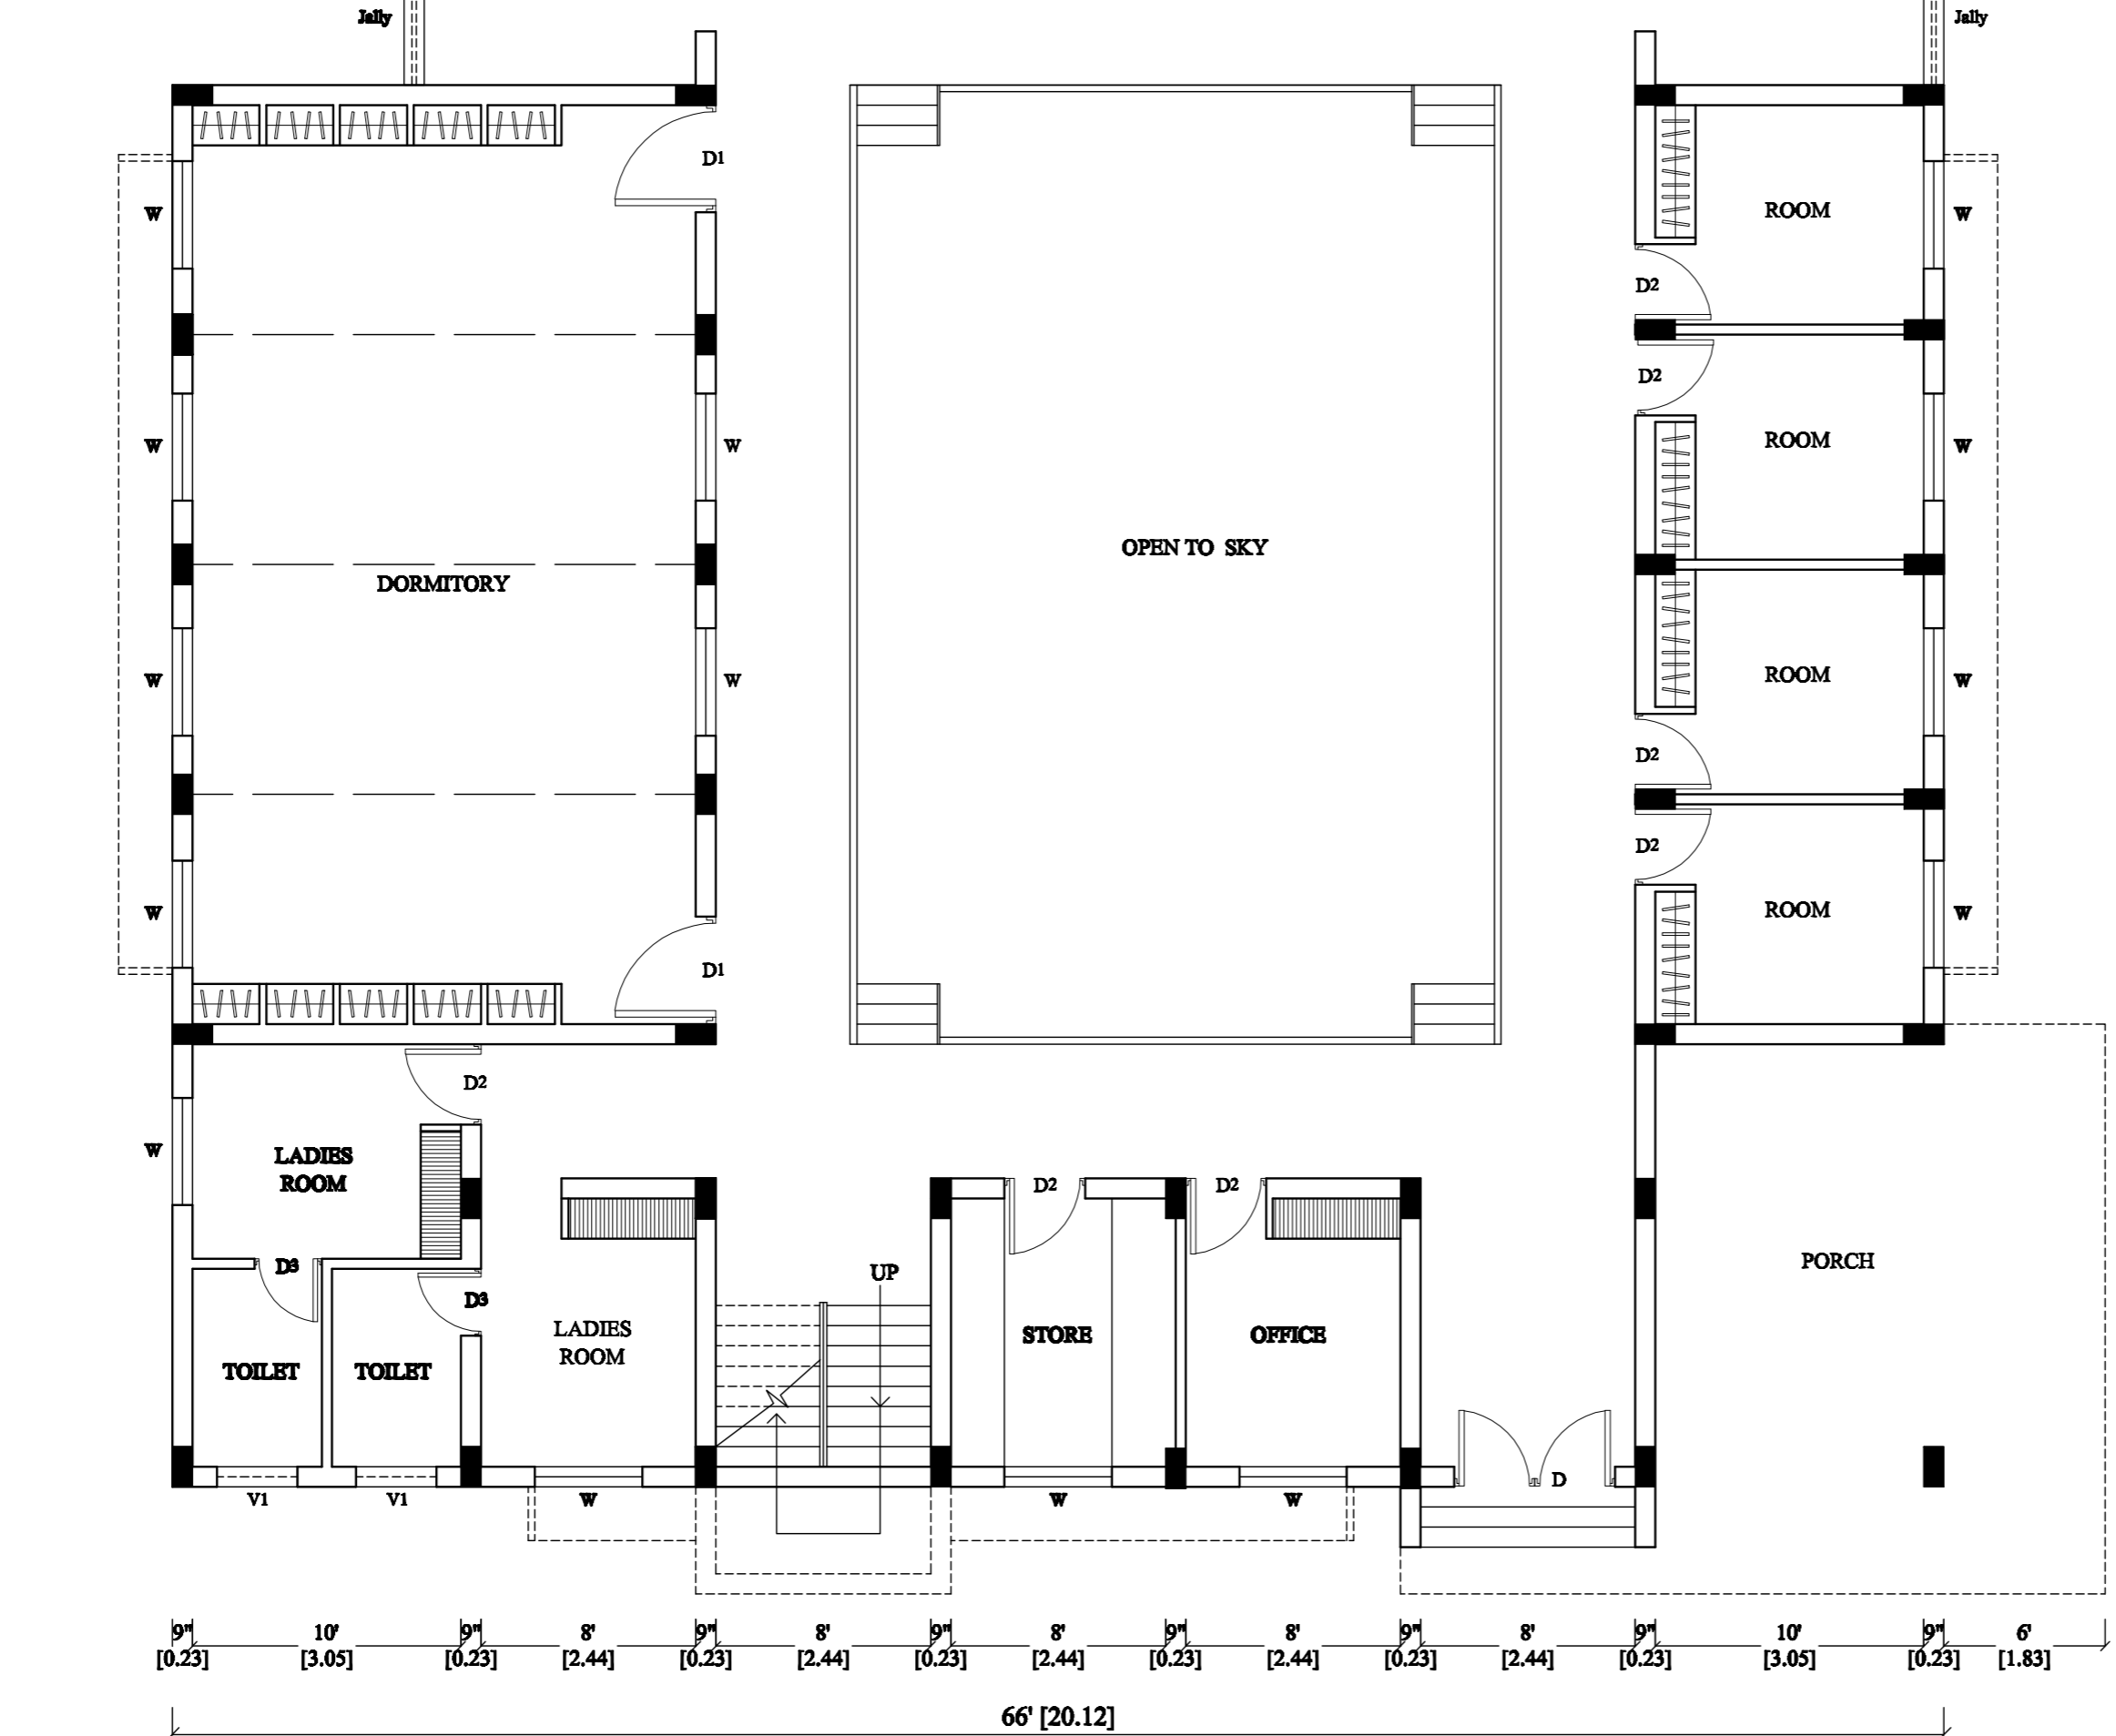 Jally
Jally
D1
W
ROOM
W
D2
D2
W
W
ROOM
W
OPEN TO SKY
DORMITORY
W
W
ROOM
W
D2
D2
W
ROOM
W
D1
D2
W
LADIES
ROOM
D2
D2
D3
UP
PORCH
D3
LADIES
ROOM
STORE
OFFICE
TOILET
TOILET
D
V1
V1
W
W
W
9" 10' 9" 8' 9" 8' 9" 8' 9" 8' 9" 8' 9" 10' 9" 6'
[0.23] [3.05] [0.23] [2.44] [0.23] [2.44] [0.23] [2.44] [0.23] [2.44] [0.23] [2.44] [0.23] [3.05] [0.23] [1.83]
66' [20.12]